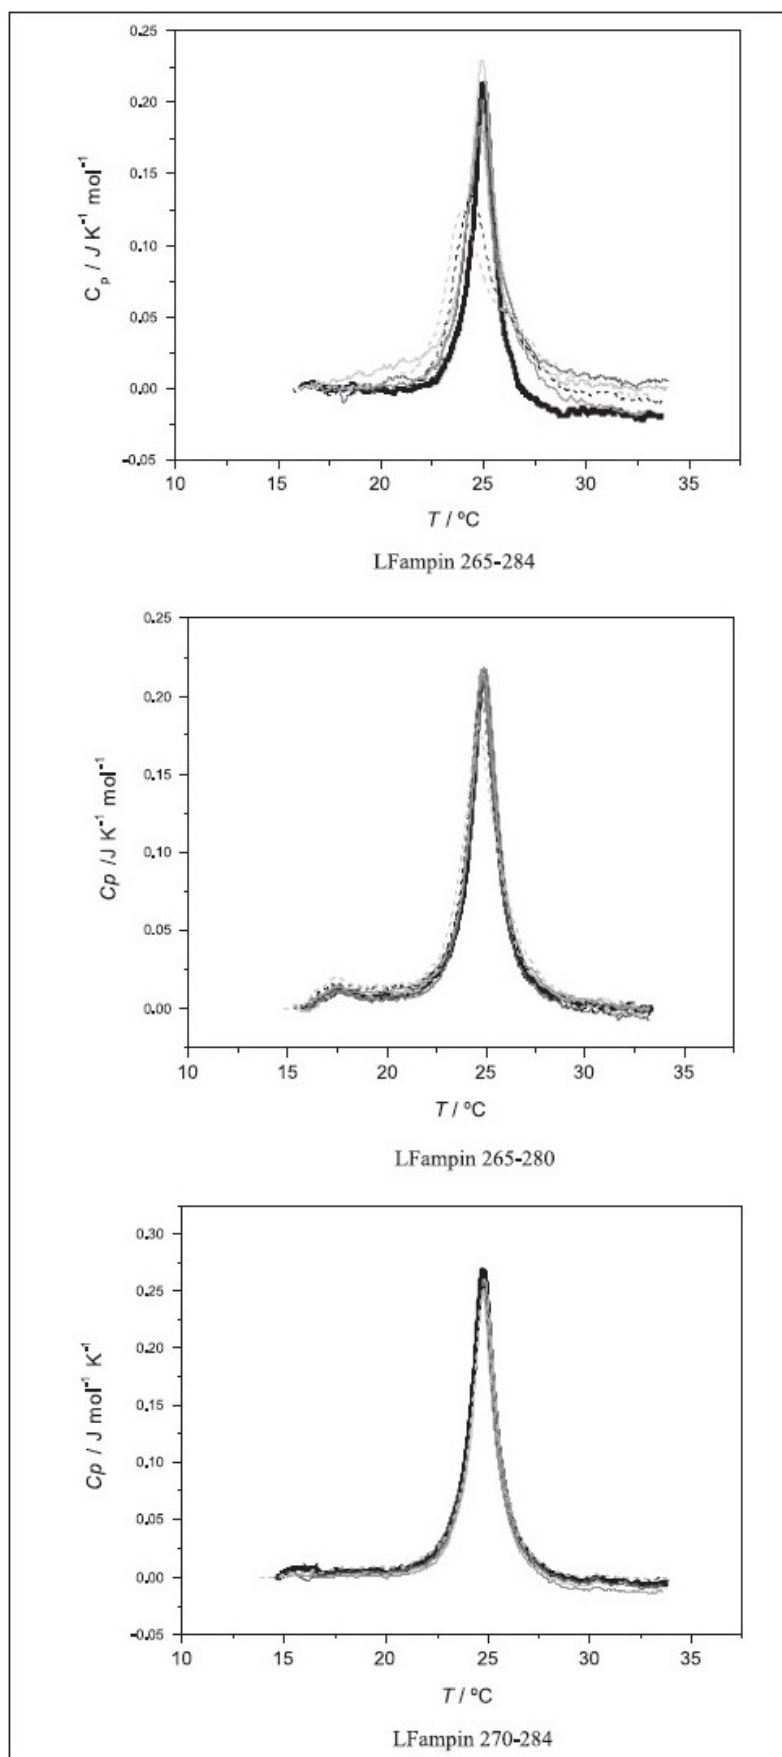 0.25
0.20
0.15
0.10
0.05
0.00
-0.05
Cₚ / J K⁻¹ mol⁻¹
10 15 20 25 30 35
T / ºC
LFampin 265-284
0.25
0.20
0.15
0.10
0.05
0.00
Cp /J K⁻¹ mol⁻¹
10 15 20 25 30 35
T / ºC
LFampin 265-280
0.30
0.25
0.20
0.15
0.10
0.05
0.00
-0.05
Cp / J mol⁻¹ K⁻¹
10 15 20 25 30 35
T / ºC
LFampin 270-284